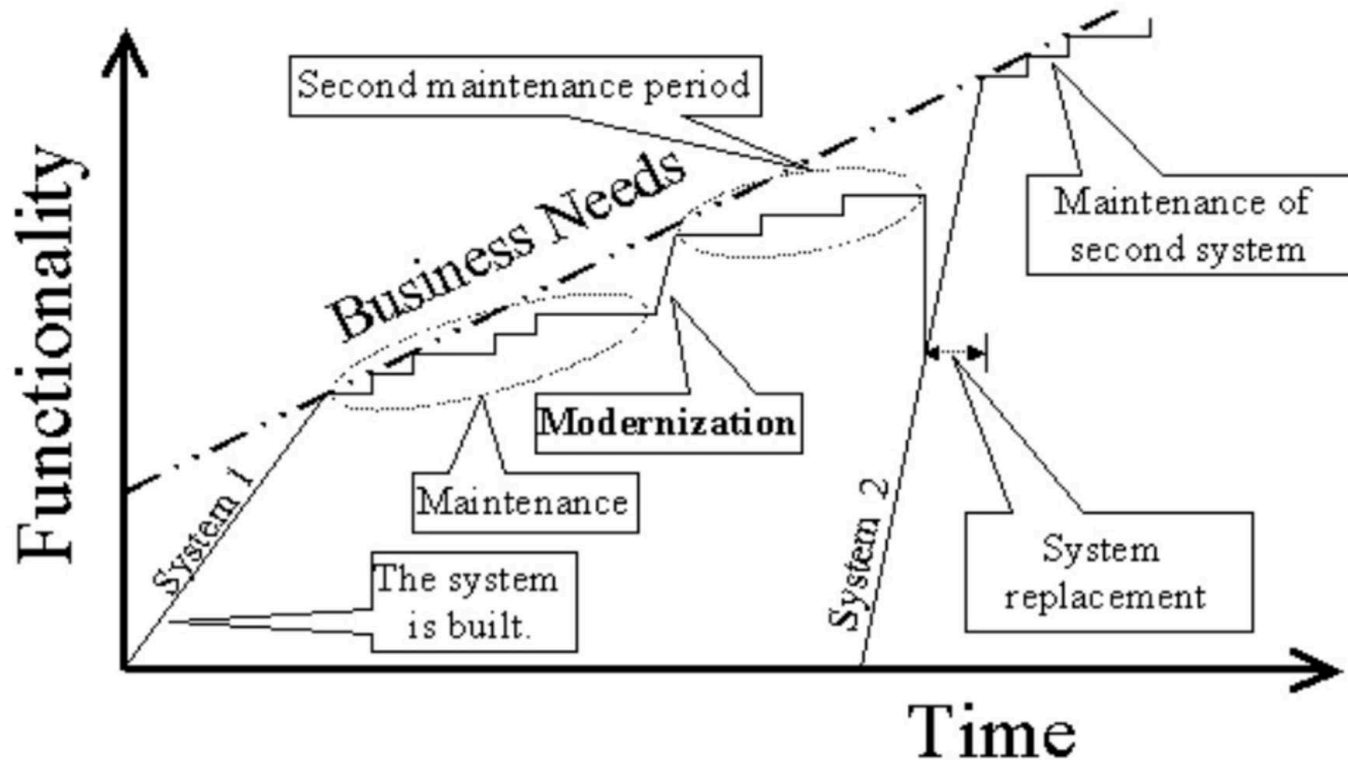 Functionality
Second maintenance period
Business Needs
Maintenance of
second system
Modernization
Maintenance
System 1
The system
is built.
System 2
System
replacement
Time